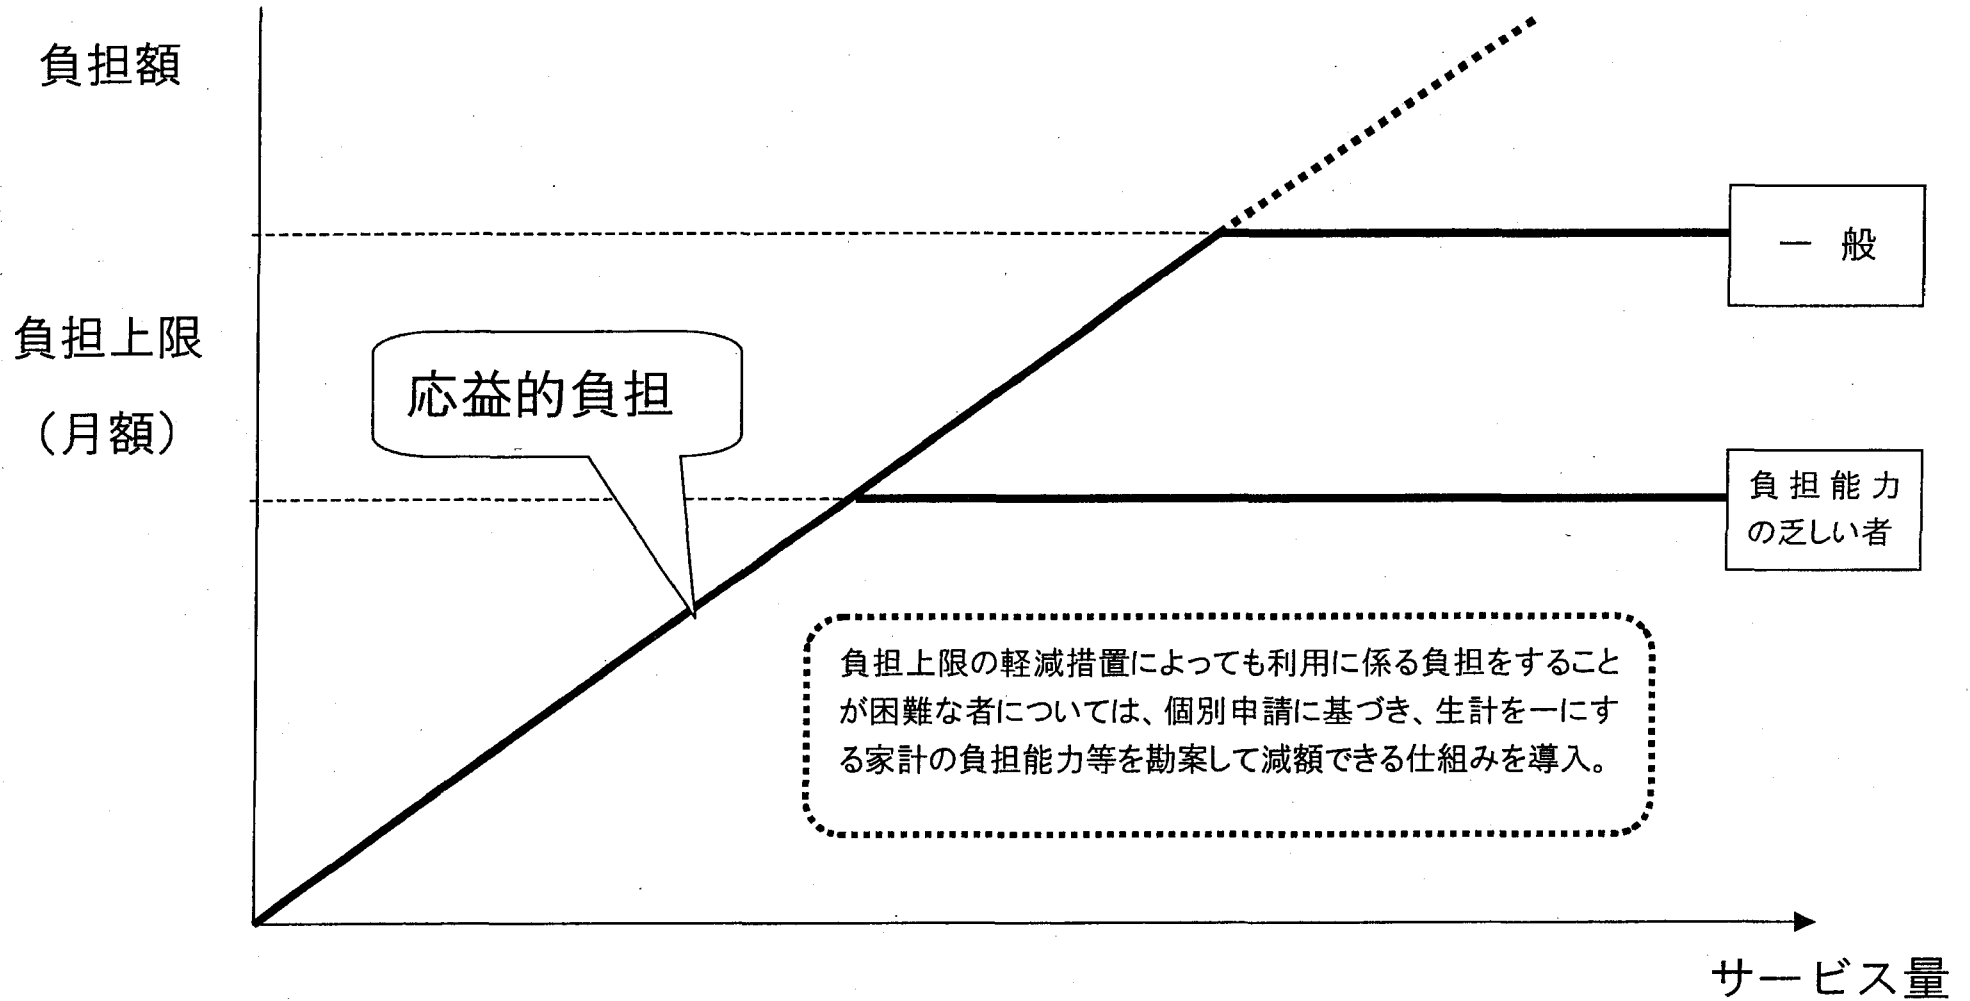 負担額
一般
負担上限
（月額）
応益的負担
負担能力
の乏しい者
負担上限の軽減措置によっても利用に係る負担をすること
が困難な者については、個別申請に基づき、生計を一にす
る家計の負担能力等を勘案して減額できる仕組みを導入。
サービス量